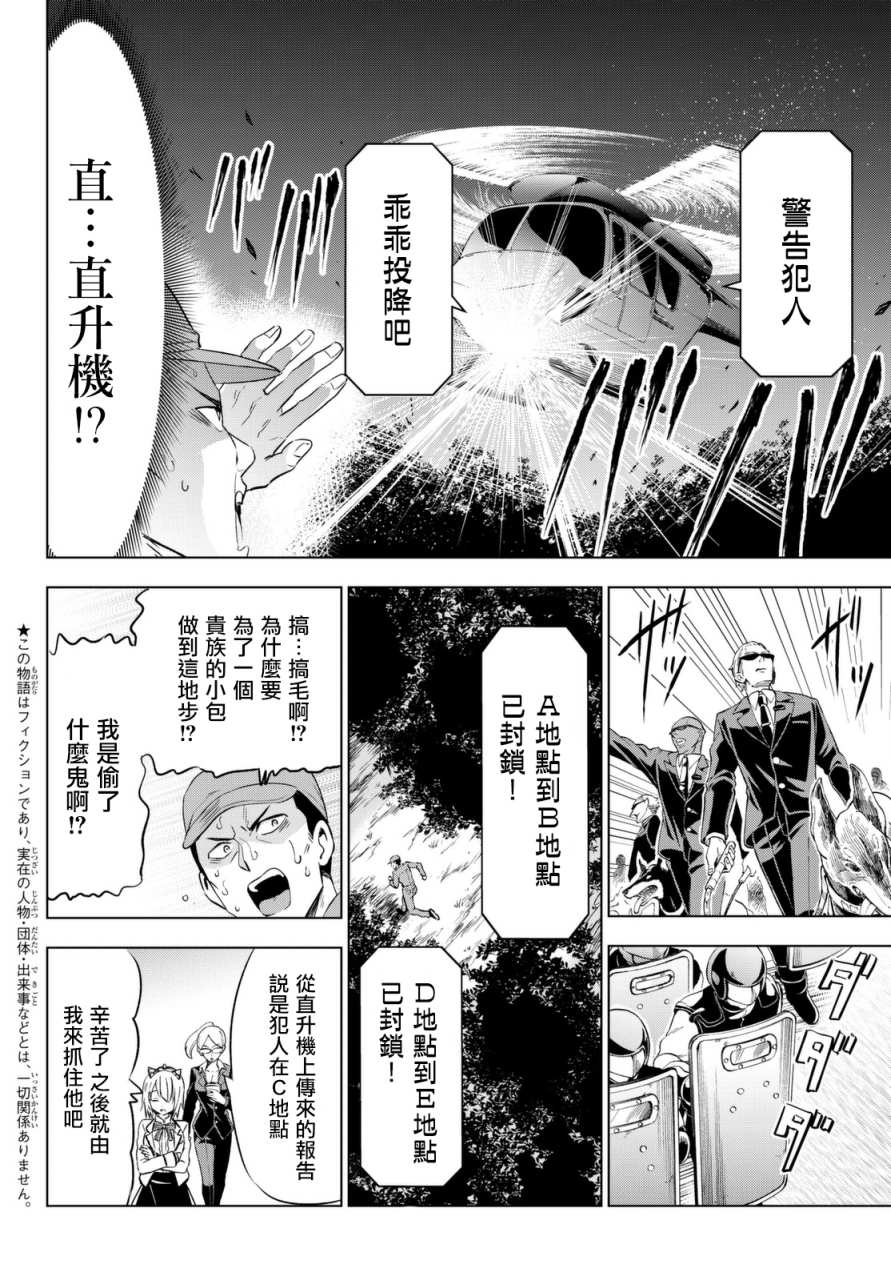 警告犯人
乖乖投降吧
直…直升機!?
A地點到B地點
已封鎖！
D地點到E地點
已封鎖！
搞…搞毛啊!?
為什麼要
為了一個
貴族的小包
做到這地步!?
我是偷了
什麼鬼啊!?
從直升機上傳來的報告
說是犯人在C地點
辛苦了 之後就由
我來抓住他吧
ダダダダ
★この物語はフィクションであり、実在の人物・団体・出来事などとは、一切関係ありません。